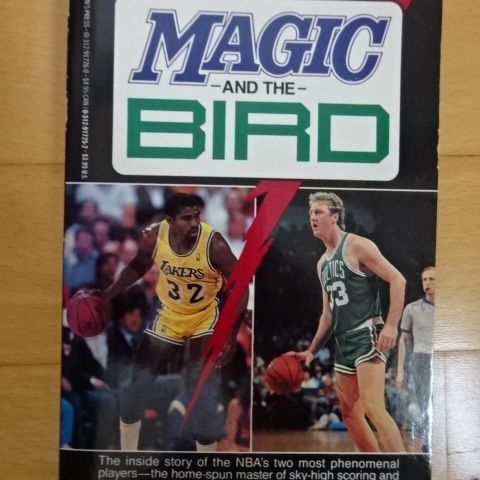 MAGIC
-AND THE-
BIRD
LAKERS
32
CELTICS
33
The inside story of the NBA's two most phenomenal
players—the home-spun master of sky-high scoring and